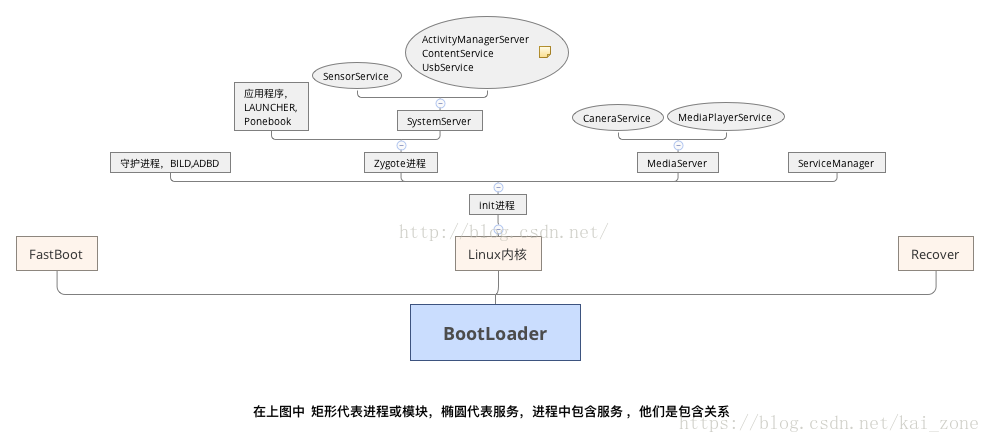 ActivityManagerServer
ContentService
UsbService
SensorService
应用程序，
LAUNCHER,
Ponebook
SystemServer
CaneraService
MediaPlayerService
守护进程，BILD,ADBD
Zygote进程
MediaServer
ServiceManager
init进程
http://blog.csdn.net/
FastBoot
Linux内核
Recover
BootLoader
在上图中 矩形代表进程或模块，椭圆代表服务，进程中包含服务 ，他们是包含关系
https://blog.csdn.net/kai_zone